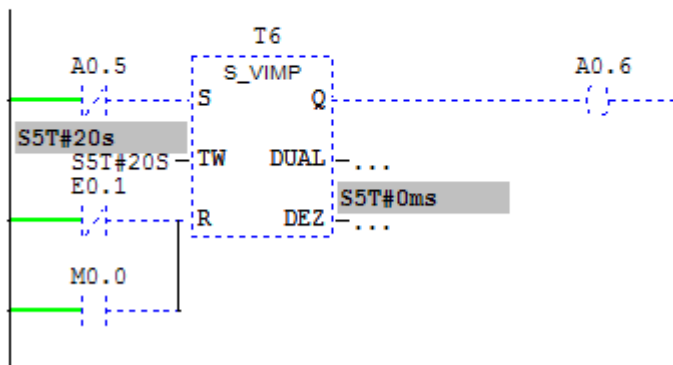 T6
A0.5
S_VIMP
A0.6
S
Q
S5T#20s
S5T#20S
TW
DUAL
...
E0.1
S5T#0ms
R
DEZ
...
M0.0